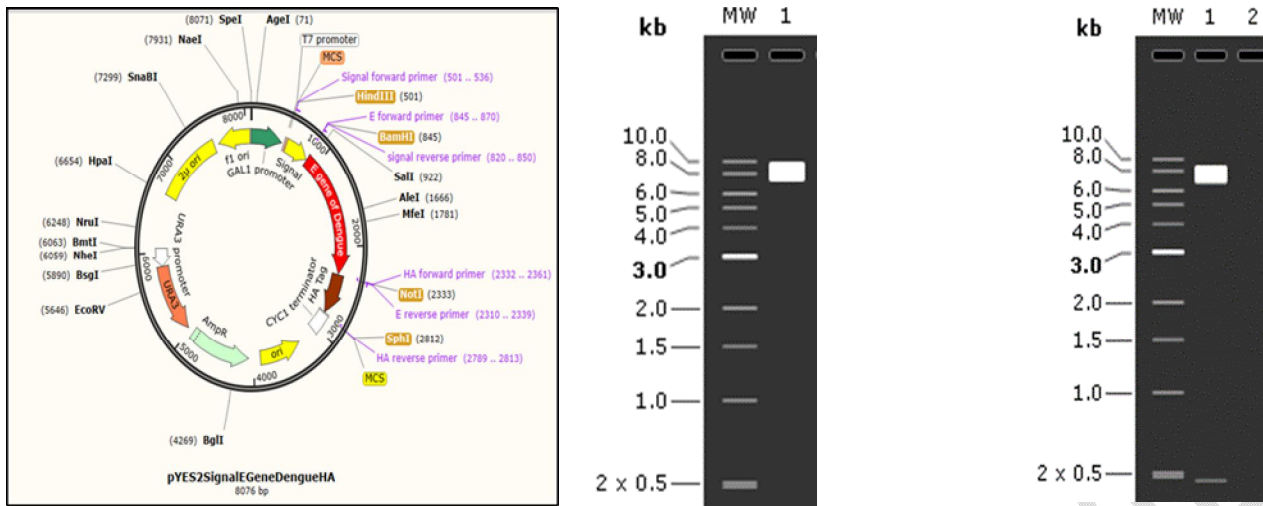 (8071) SpeI
AgeI (71)
(7931) NaeI
T7 promoter
MCS
Signal forward primer (501 .. 536)
(7299) SnaBI
HindIII (501)
E forward primer (845 .. 870)
BamHI (845)
signal reverse primer (820 .. 850)
SalI (922)
(6654) HpaI
AleI (1666)
MfeI (1781)
(6248) NruI
(6063) BmtI
(6059) NheI
(5890) BsgI
(5646) EcoRV
HA forward primer (2332 .. 2361)
NotI (2333)
E reverse primer (2310 .. 2339)
SphI (2812)
HA reverse primer (2789 .. 2813)
MCS
(4269) BglI
8000
1000
2000
3000
4000
5000
6000
7000
2μ ori
f1 ori
GAL1 promoter
Signal
E gene of Dengue
HA Tag
CYC1 terminator
ori
AmpR
URA3
URA3 promoter
pYES2SignalEGeneDengueHA
8076 bp
kb
MW 1
10.0
8.0
6.0
5.0
4.0
3.0
2.0
1.5
1.0
2 x 0.5
kb
MW 1 2
10.0
8.0
6.0
5.0
4.0
3.0
2.0
1.5
1.0
2 x 0.5